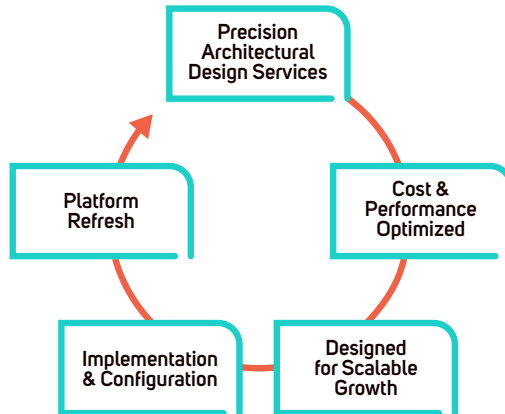 Precision
Architectural
Design Services
Cost &
Performance
Optimized
Designed
for Scalable
Growth
Implementation
& Configuration
Platform
Refresh